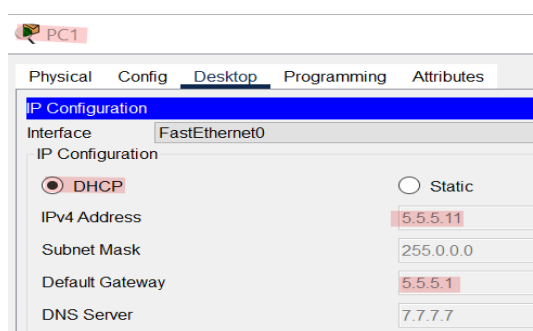 PC1
Physical Config Desktop Programming Attributes
IP Configuration
Interface FastEthernet0
IP Configuration
DHCP Static
IPv4 Address 5.5.5.11
Subnet Mask 255.0.0.0
Default Gateway 5.5.5.1
DNS Server 7.7.7.7